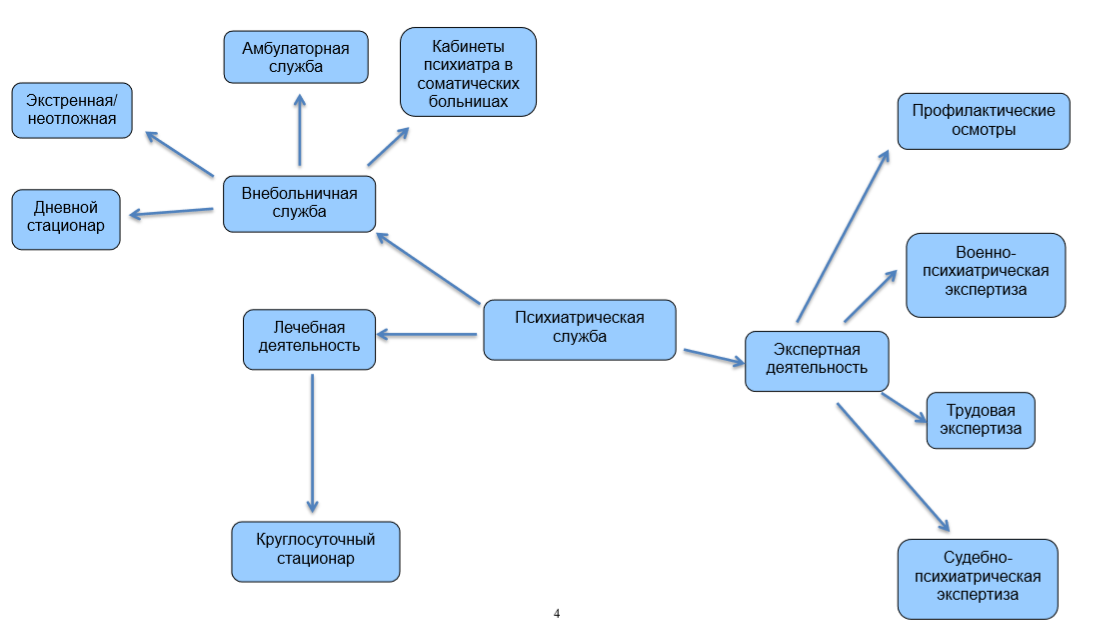 Амбулаторная
служба
Кабинеты
психиатра в
соматических
больницах
Экстренная/
неотложная
Профилактические
осмотры
Дневной
стационар
Внебольничная
служба
Военно-
психиатрическая
экспертиза
Лечебная
деятельность
Психиатрическая
служба
Экспертная
деятельность
Трудовая
экспертиза
Круглосуточный
стационар
Судебно-
психиатрическая
экспертиза
4